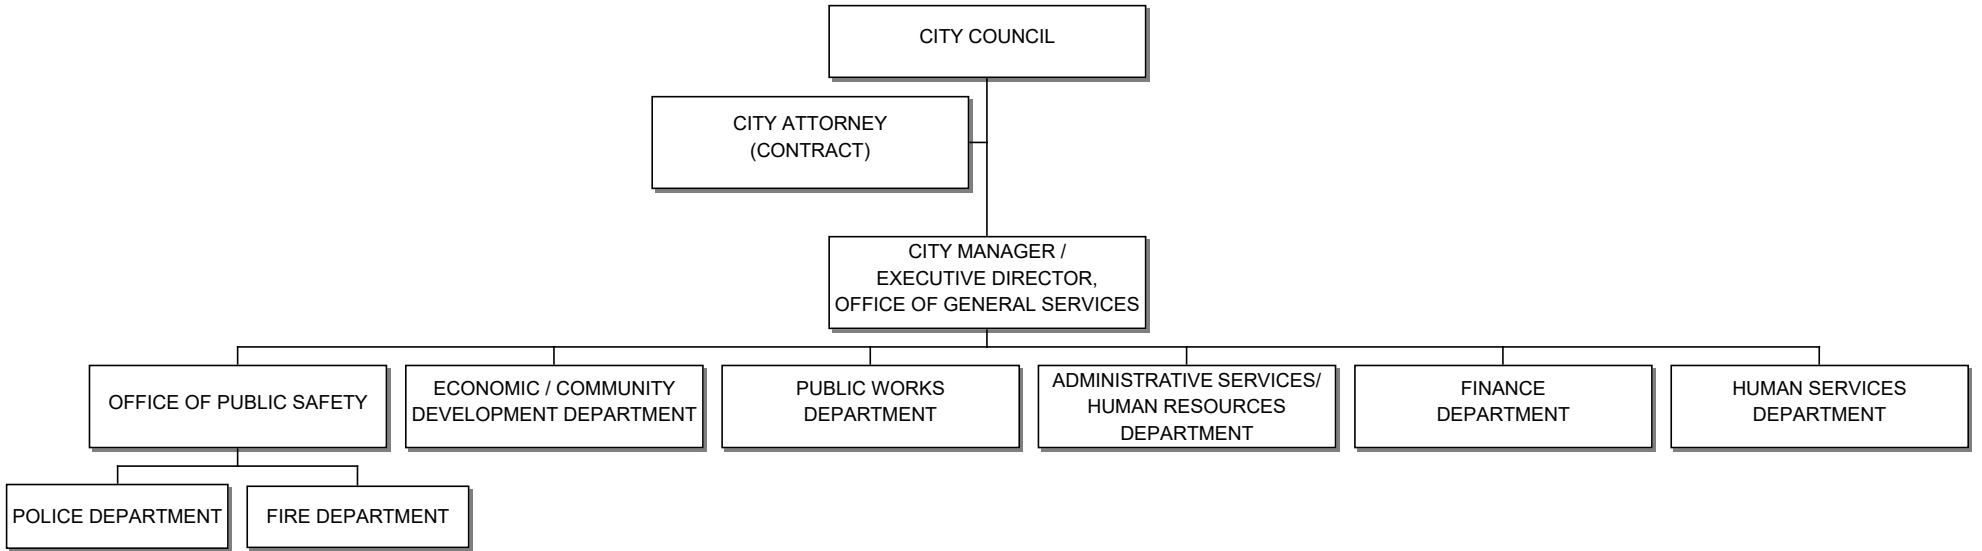 CITY COUNCIL
CITY ATTORNEY
(CONTRACT)
CITY MANAGER /
EXECUTIVE DIRECTOR,
OFFICE OF GENERAL SERVICES
OFFICE OF PUBLIC SAFETY
ECONOMIC / COMMUNITY
DEVELOPMENT DEPARTMENT
PUBLIC WORKS
DEPARTMENT
ADMINISTRATIVE SERVICES/
HUMAN RESOURCES
DEPARTMENT
FINANCE
DEPARTMENT
HUMAN SERVICES
DEPARTMENT
POLICE DEPARTMENT
FIRE DEPARTMENT